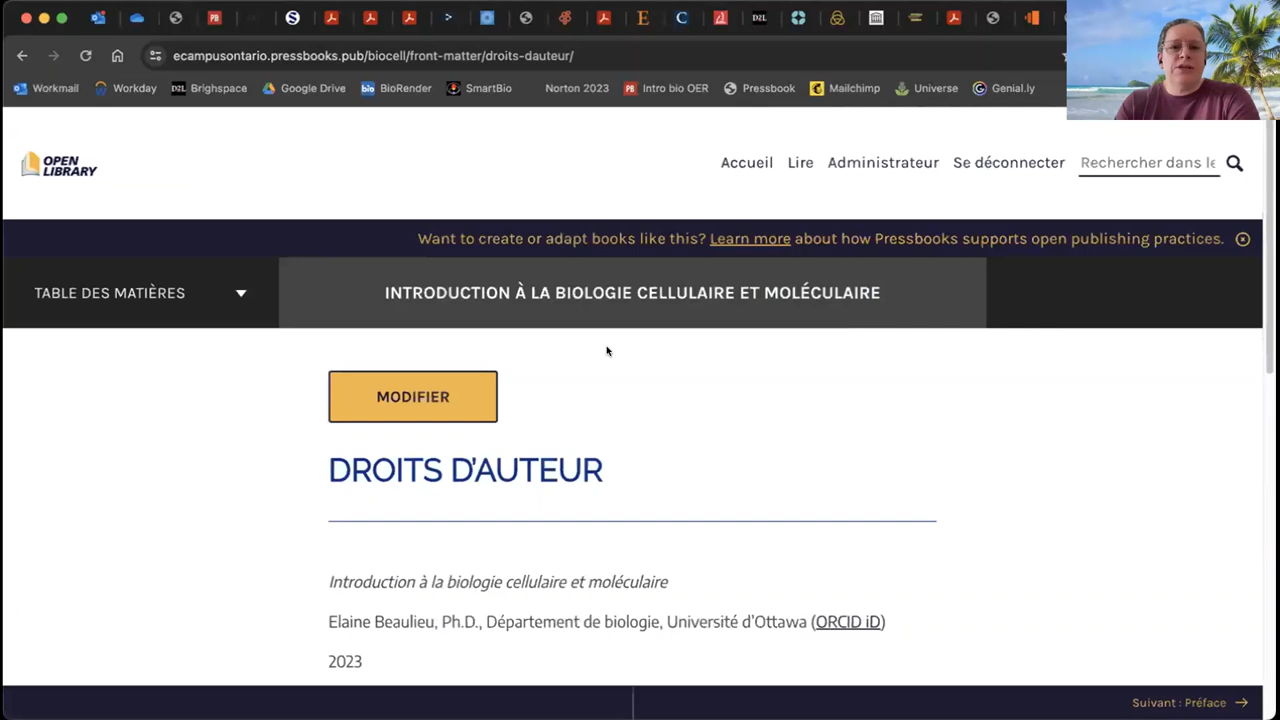 ecampusontario.pressbooks.pub/biocell/front-matter/droits-dauteur/
Workmail Workday D2L Brighspace Google Drive bio BioRender SmartBio Norton 2023 PB Intro bio OER Pressbook Mailchimp Universe Genial.ly
OPEN LIBRARY
Accueil Lire Administrateur Se déconnecter Rechercher dans le
Want to create or adapt books like this? Learn more about how Pressbooks supports open publishing practices.
TABLE DES MATIÈRES INTRODUCTION À LA BIOLOGIE CELLULAIRE ET MOLÉCULAIRE
MODIFIER
DROITS D'AUTEUR
Introduction à la biologie cellulaire et moléculaire
Elaine Beaulieu, Ph.D., Département de biologie, Université d'Ottawa (ORCID iD)
2023
Suivant : Préface →